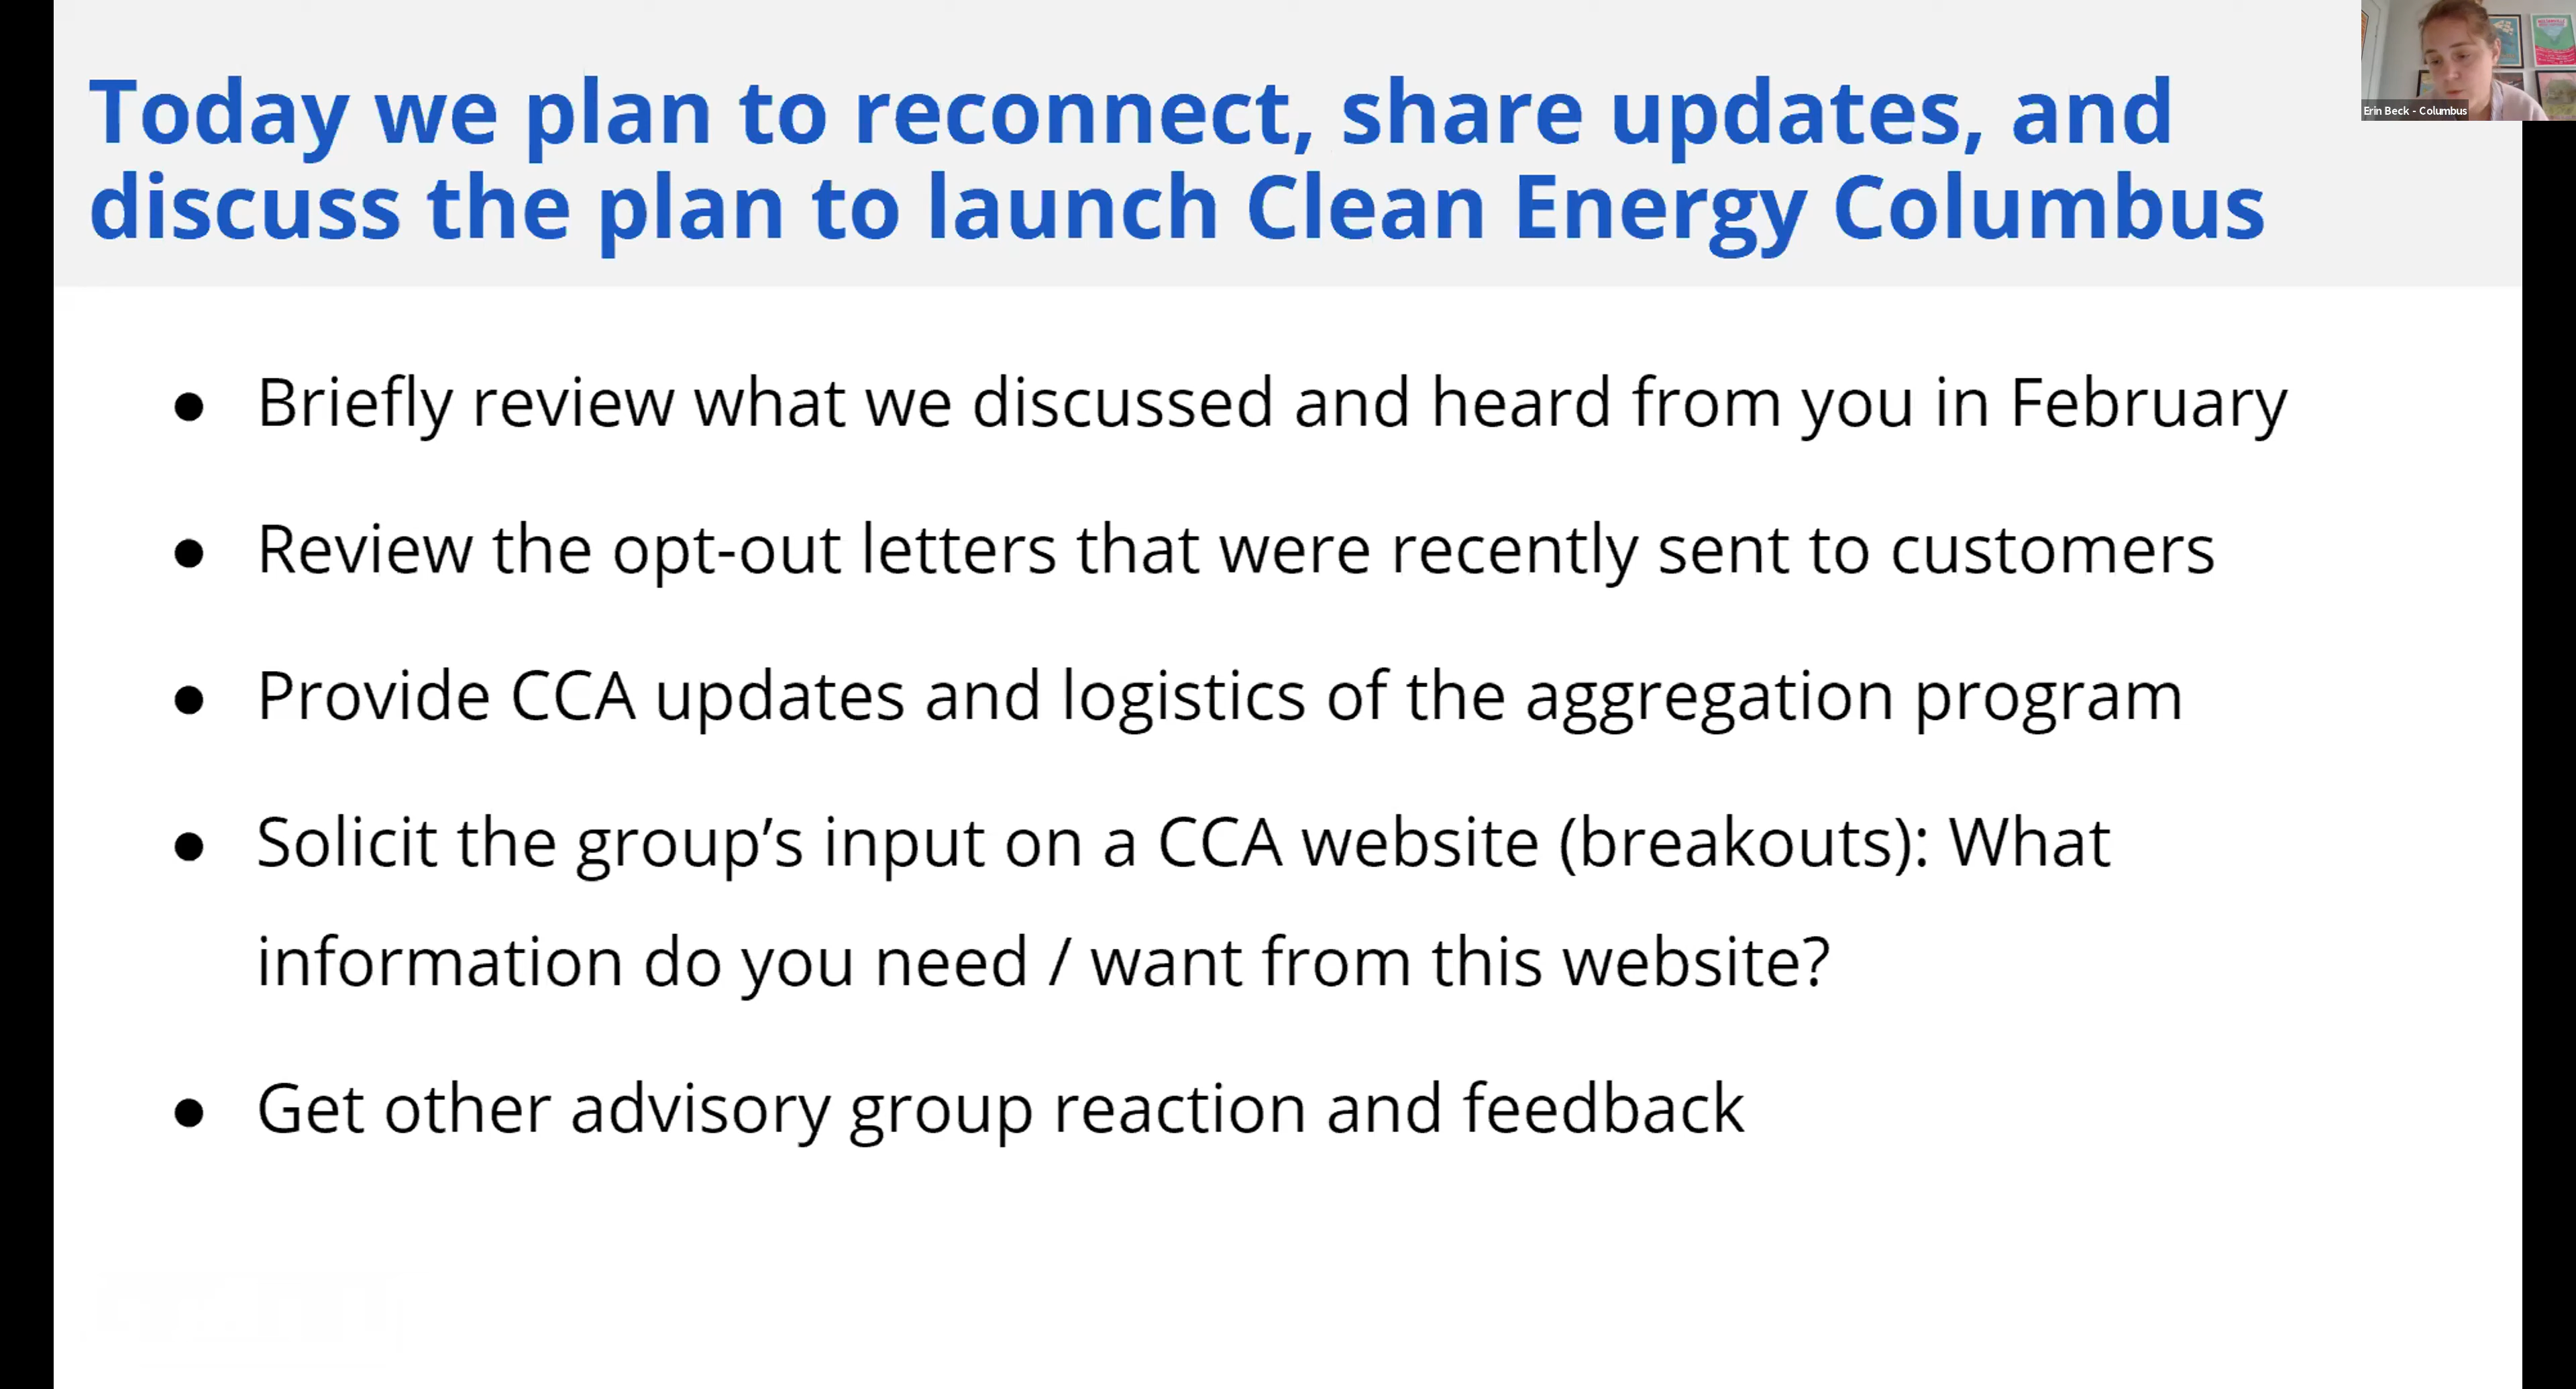 Today we plan to reconnect, share updates, and
discuss the plan to launch Clean Energy Columbus
● Briefly review what we discussed and heard from you in February
● Review the opt-out letters that were recently sent to customers
● Provide CCA updates and logistics of the aggregation program
● Solicit the group’s input on a CCA website (breakouts): What
information do you need / want from this website?
● Get other advisory group reaction and feedback
Erin Beck - Columbus